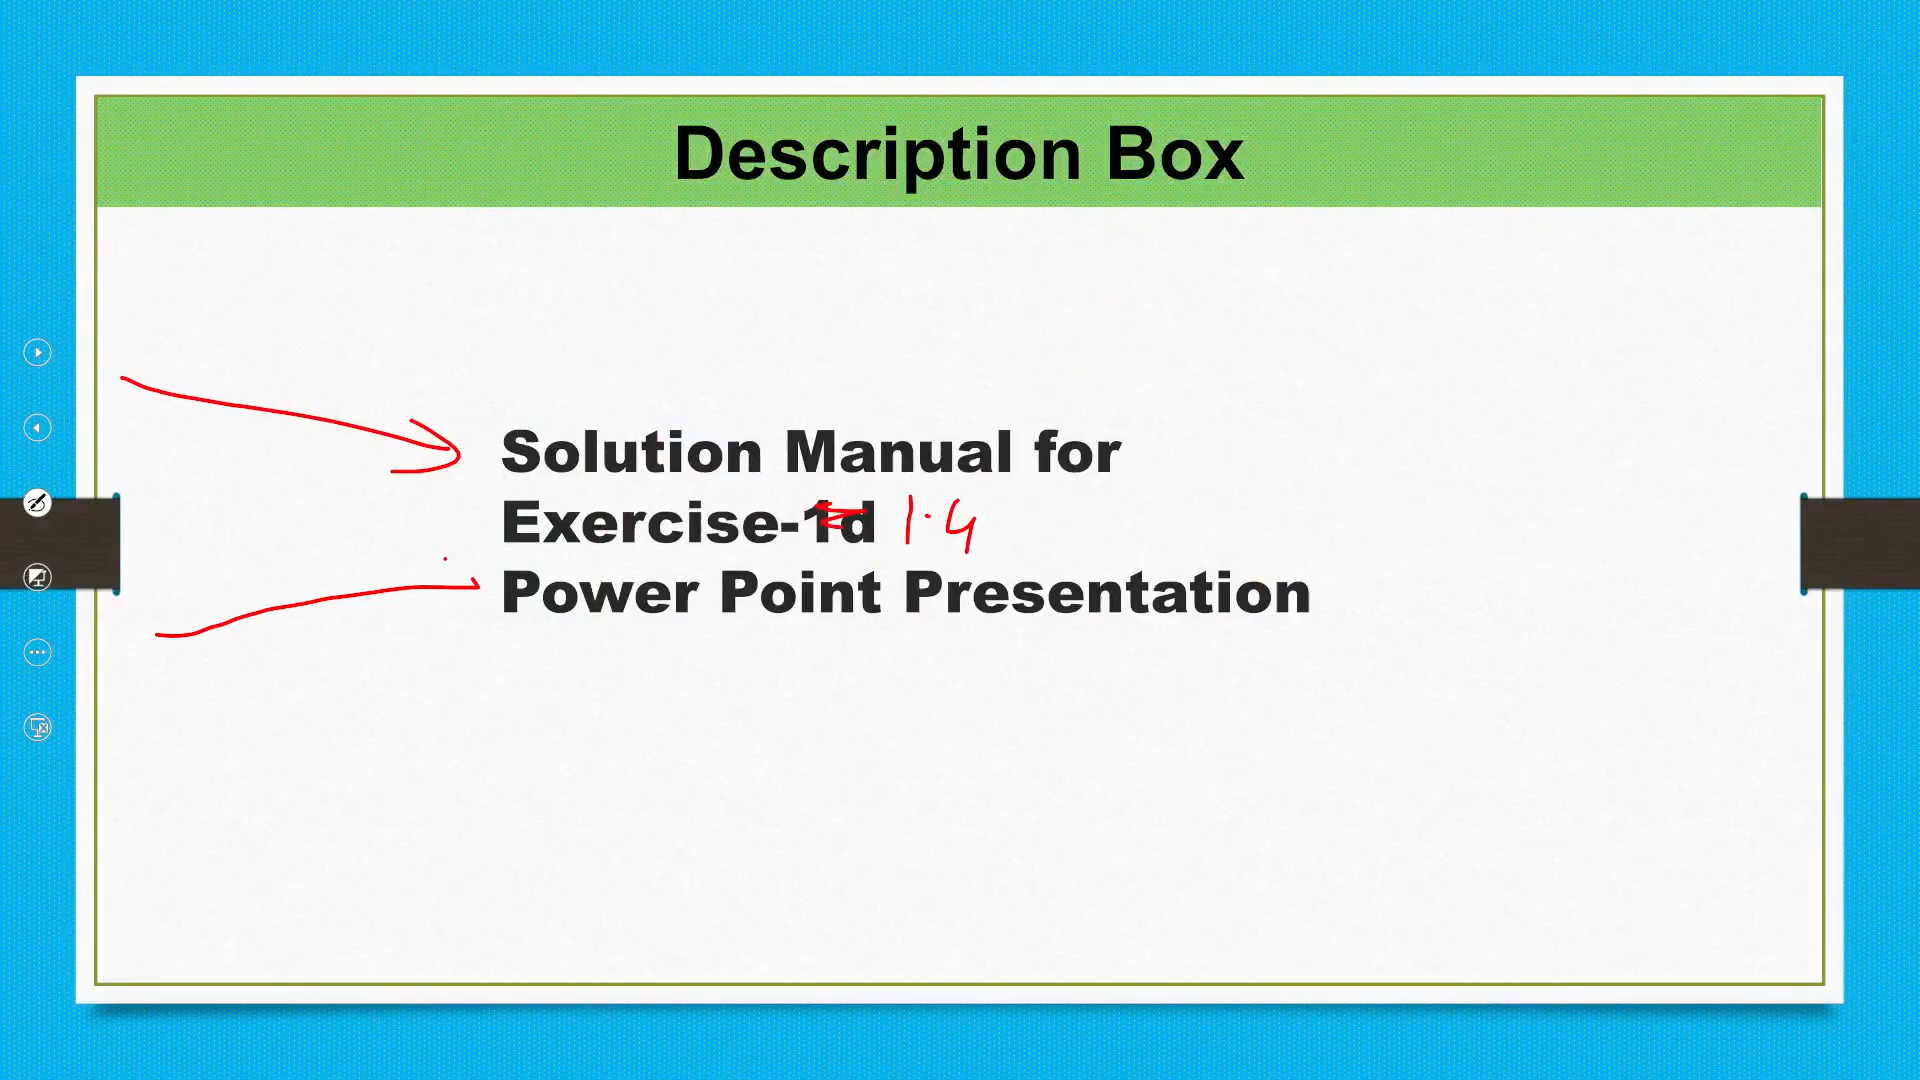 Description Box
Solution Manual for
Exercise-1d 1.4
Power Point Presentation